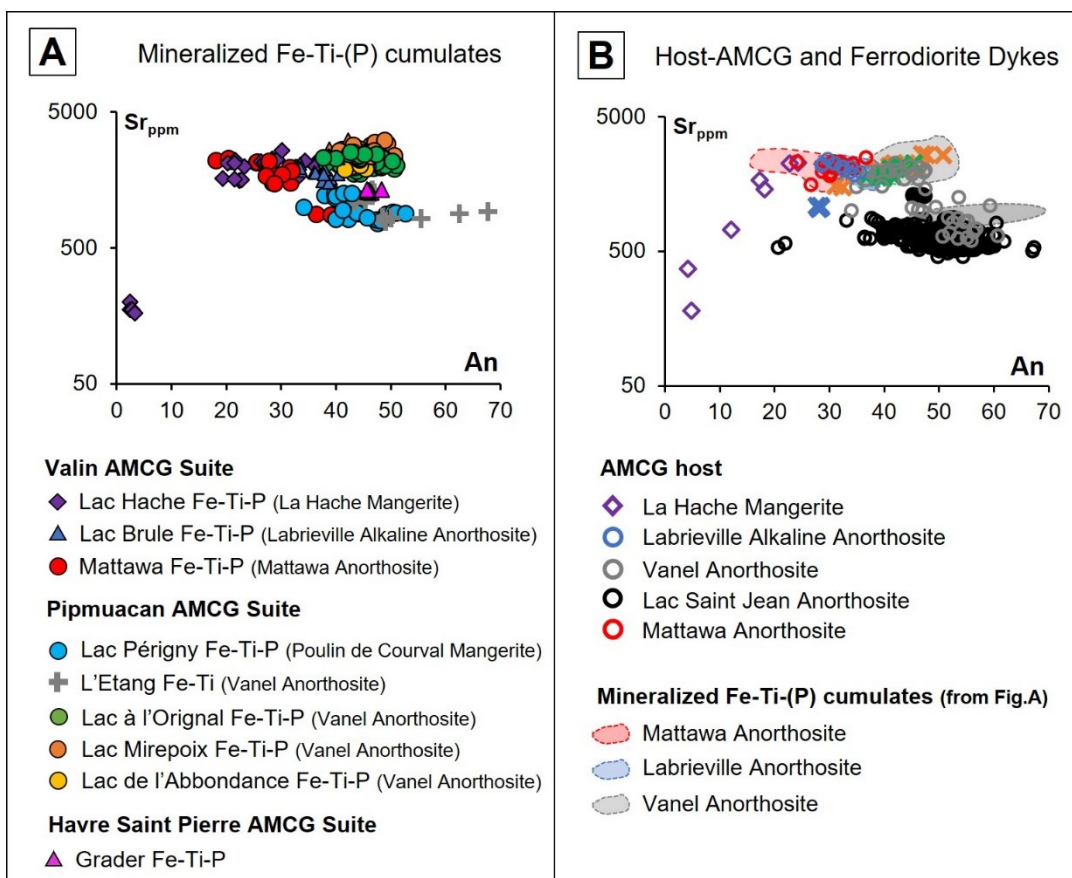 A
Mineralized Fe-Ti-(P) cumulates
5000
Sr ppm
500
50
An
0 10 20 30 40 50 60 70
Valin AMCG Suite
Lac Hache Fe-Ti-P (La Hache Mangerite)
Lac Brule Fe-Ti-P (Labrieville Alkaline Anorthosite)
Mattawa Fe-Ti-P (Mattawa Anorthosite)
Pipmuacan AMCG Suite
Lac Périgny Fe-Ti-P (Poulin de Courval Mangerite)
L'Etang Fe-Ti (Vanel Anorthosite)
Lac à l'Orignal Fe-Ti-P (Vanel Anorthosite)
Lac Mirepoix Fe-Ti-P (Vanel Anorthosite)
Lac de l'Abbondance Fe-Ti-P (Vanel Anorthosite)
Havre Saint Pierre AMCG Suite
Grader Fe-Ti-P
B
Host-AMCG and Ferrodiorite Dykes
5000
Sr ppm
500
An
50
0 10 20 30 40 50 60 70
AMCG host
La Hache Mangerite
Labrieville Alkaline Anorthosite
Vanel Anorthosite
Lac Saint Jean Anorthosite
Mattawa Anorthosite
Mineralized Fe-Ti-(P) cumulates (from Fig.A)
Mattawa Anorthosite
Labrieville Anorthosite
Vanel Anorthosite